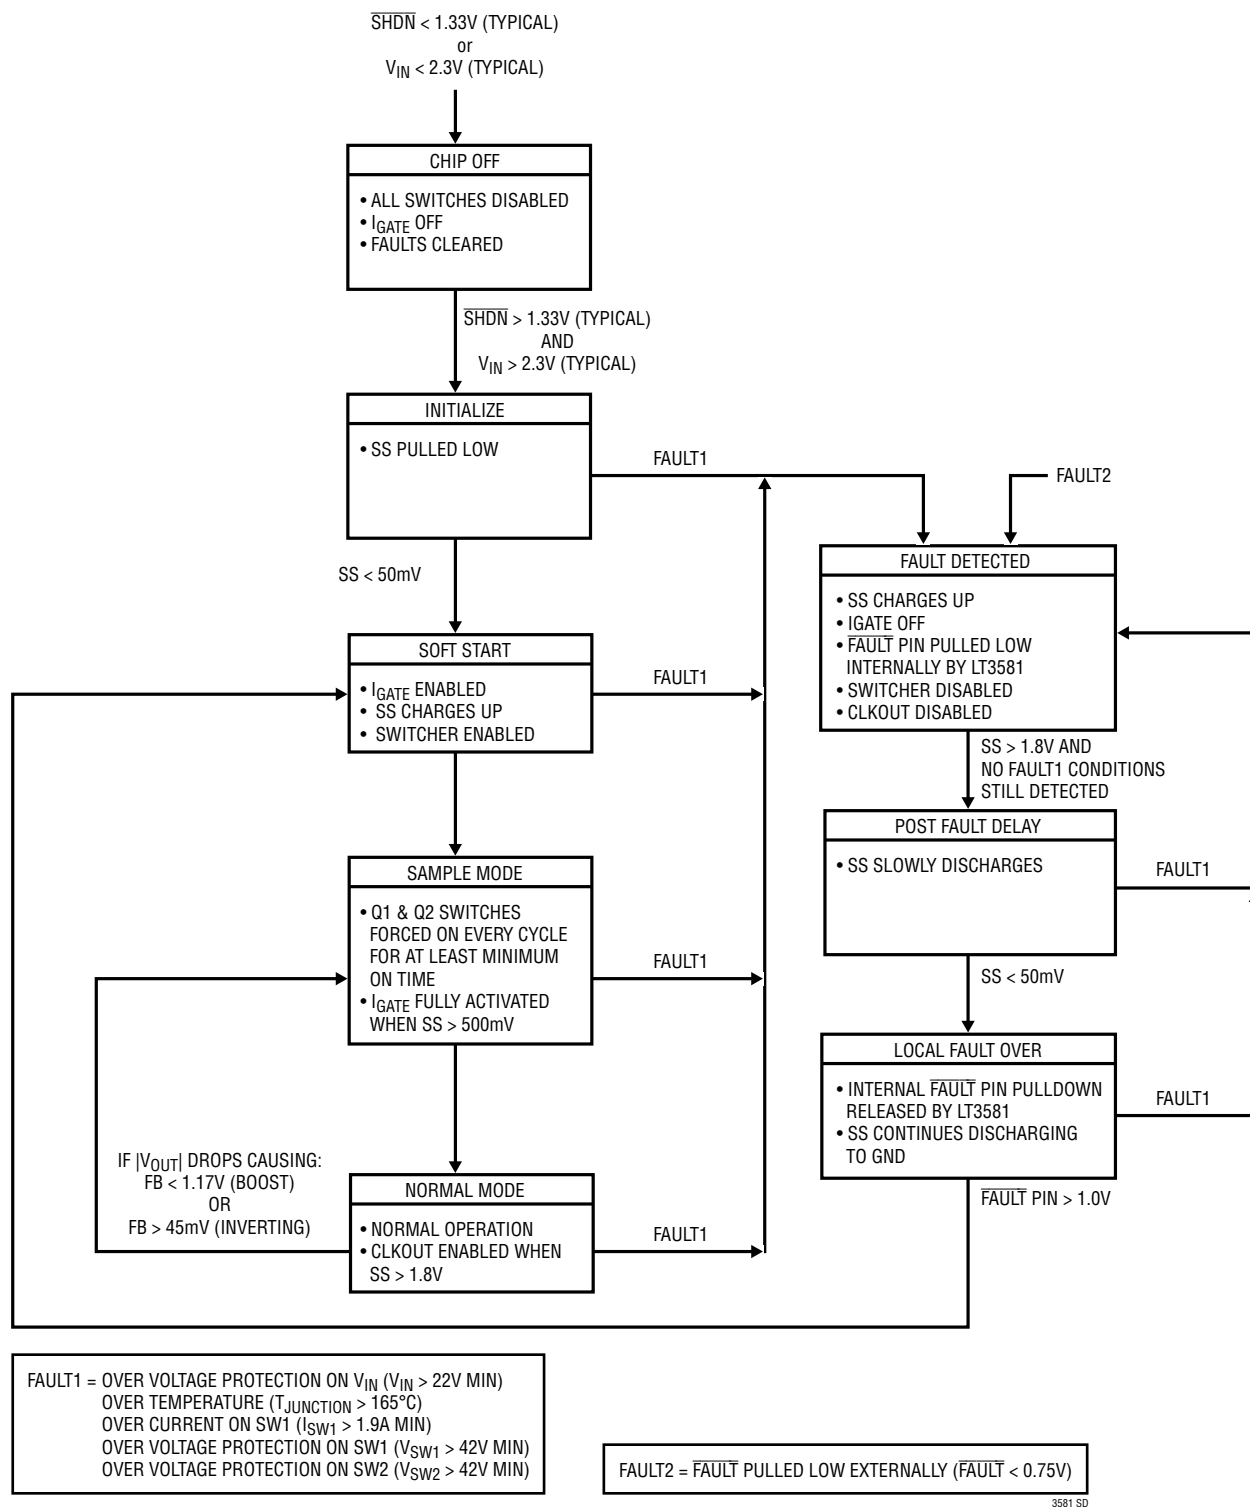 SHDN < 1.33V (TYPICAL)
or
VIN < 2.3V (TYPICAL)
CHIP OFF
• ALL SWITCHES DISABLED
• IGATE OFF
• FAULTS CLEARED
SHDN > 1.33V (TYPICAL)
AND
VIN > 2.3V (TYPICAL)
INITIALIZE
• SS PULLED LOW
FAULT1
SS < 50mV
SOFT START
• IGATE ENABLED
• SS CHARGES UP
• SWITCHER ENABLED
FAULT1
SAMPLE MODE
• Q1 & Q2 SWITCHES
FORCED ON EVERY CYCLE
FOR AT LEAST MINIMUM
ON TIME
• IGATE FULLY ACTIVATED
WHEN SS > 500mV
FAULT1
IF |VOUT| DROPS CAUSING:
FB < 1.17V (BOOST)
OR
FB > 45mV (INVERTING)
NORMAL MODE
• NORMAL OPERATION
• CLKOUT ENABLED WHEN
SS > 1.8V
FAULT1
FAULT2
FAULT DETECTED
• SS CHARGES UP
• IGATE OFF
• FAULT PIN PULLED LOW
INTERNALLY BY LT3581
• SWITCHER DISABLED
• CLKOUT DISABLED
SS > 1.8V AND
NO FAULT1 CONDITIONS
STILL DETECTED
POST FAULT DELAY
• SS SLOWLY DISCHARGES
FAULT1
SS < 50mV
LOCAL FAULT OVER
• INTERNAL FAULT PIN PULLDOWN
RELEASED BY LT3581
• SS CONTINUES DISCHARGING
TO GND
FAULT1
FAULT PIN > 1.0V
FAULT1 = OVER VOLTAGE PROTECTION ON VIN (VIN > 22V MIN)
OVER TEMPERATURE (TJUNCTION > 165°C)
OVER CURRENT ON SW1 (ISW1 > 1.9A MIN)
OVER VOLTAGE PROTECTION ON SW1 (VSW1 > 42V MIN)
OVER VOLTAGE PROTECTION ON SW2 (VSW2 > 42V MIN)
FAULT2 = FAULT PULLED LOW EXTERNALLY (FAULT < 0.75V)
3581 SD